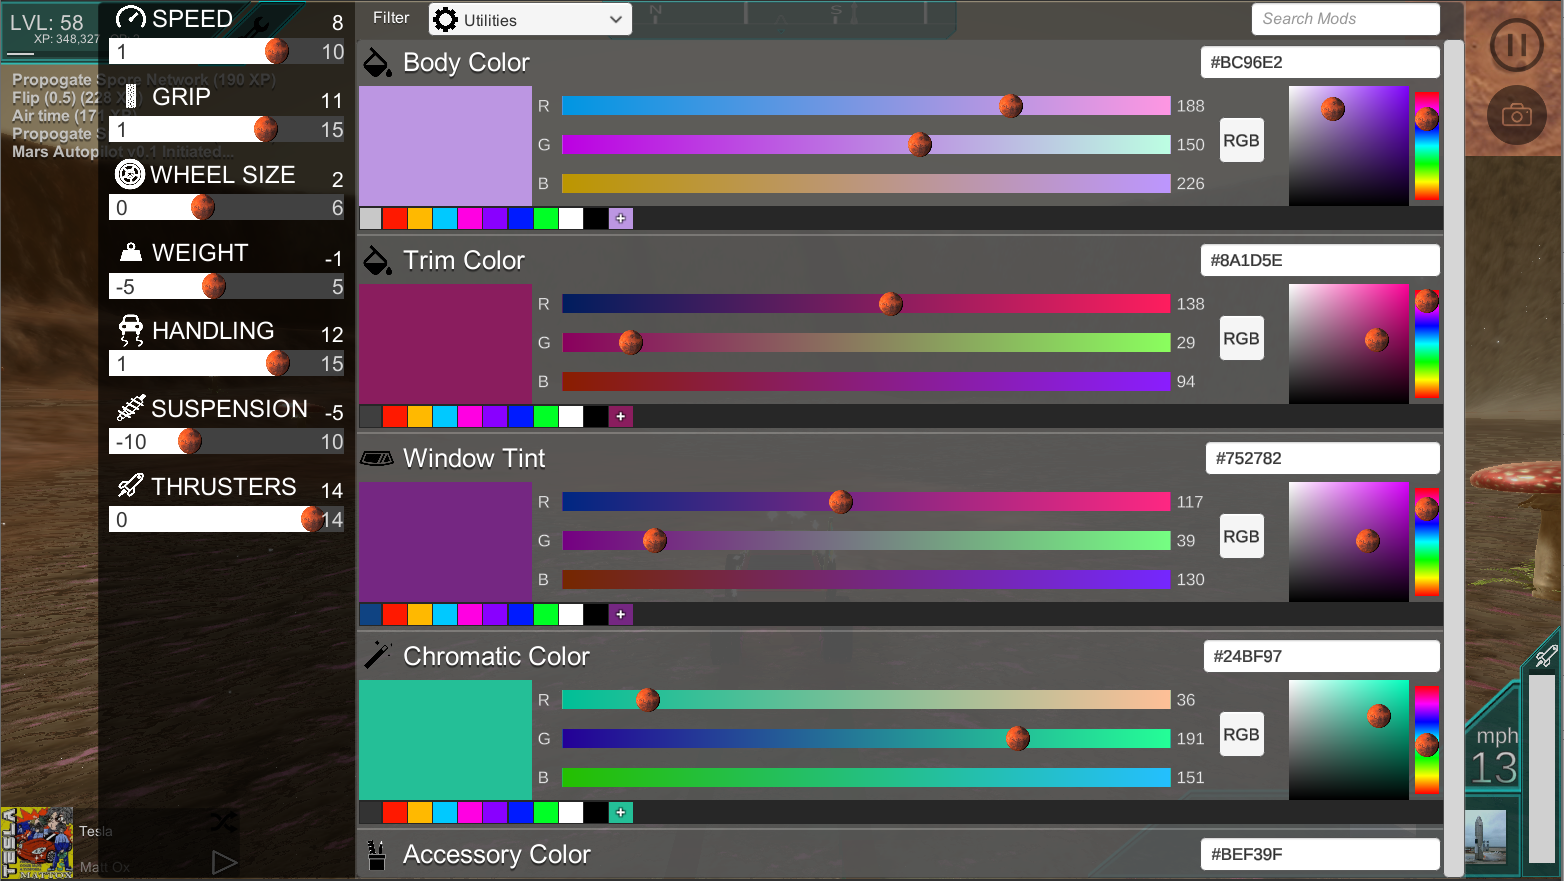 LVL: 58
XP: 348,327
Propogate Spore Network (190 XP)
Flip (0.5) (228 XP)
Air time (171 XP)
Propogate S
Mars Autopilot v0.1 Initiated...
SPEED 8
1 10
GRIP 11
1 15
WHEEL SIZE 2
0 6
WEIGHT -1
-5 5
HANDLING 12
1 15
SUSPENSION -5
-10 10
THRUSTERS 14
0 14
Filter Utilities Search Mods
N S
Body Color #BC96E2
R 188
G 150
B 226
RGB
Trim Color #8A1D5E
R 138
G 29
B 94
RGB
Window Tint #752782
R 117
G 39
B 130
RGB
Chromatic Color #24BF97
R 36
G 191
B 151
RGB
Accessory Color #BEF39F
mph
13
TESLA
Tesla
Matt Ox